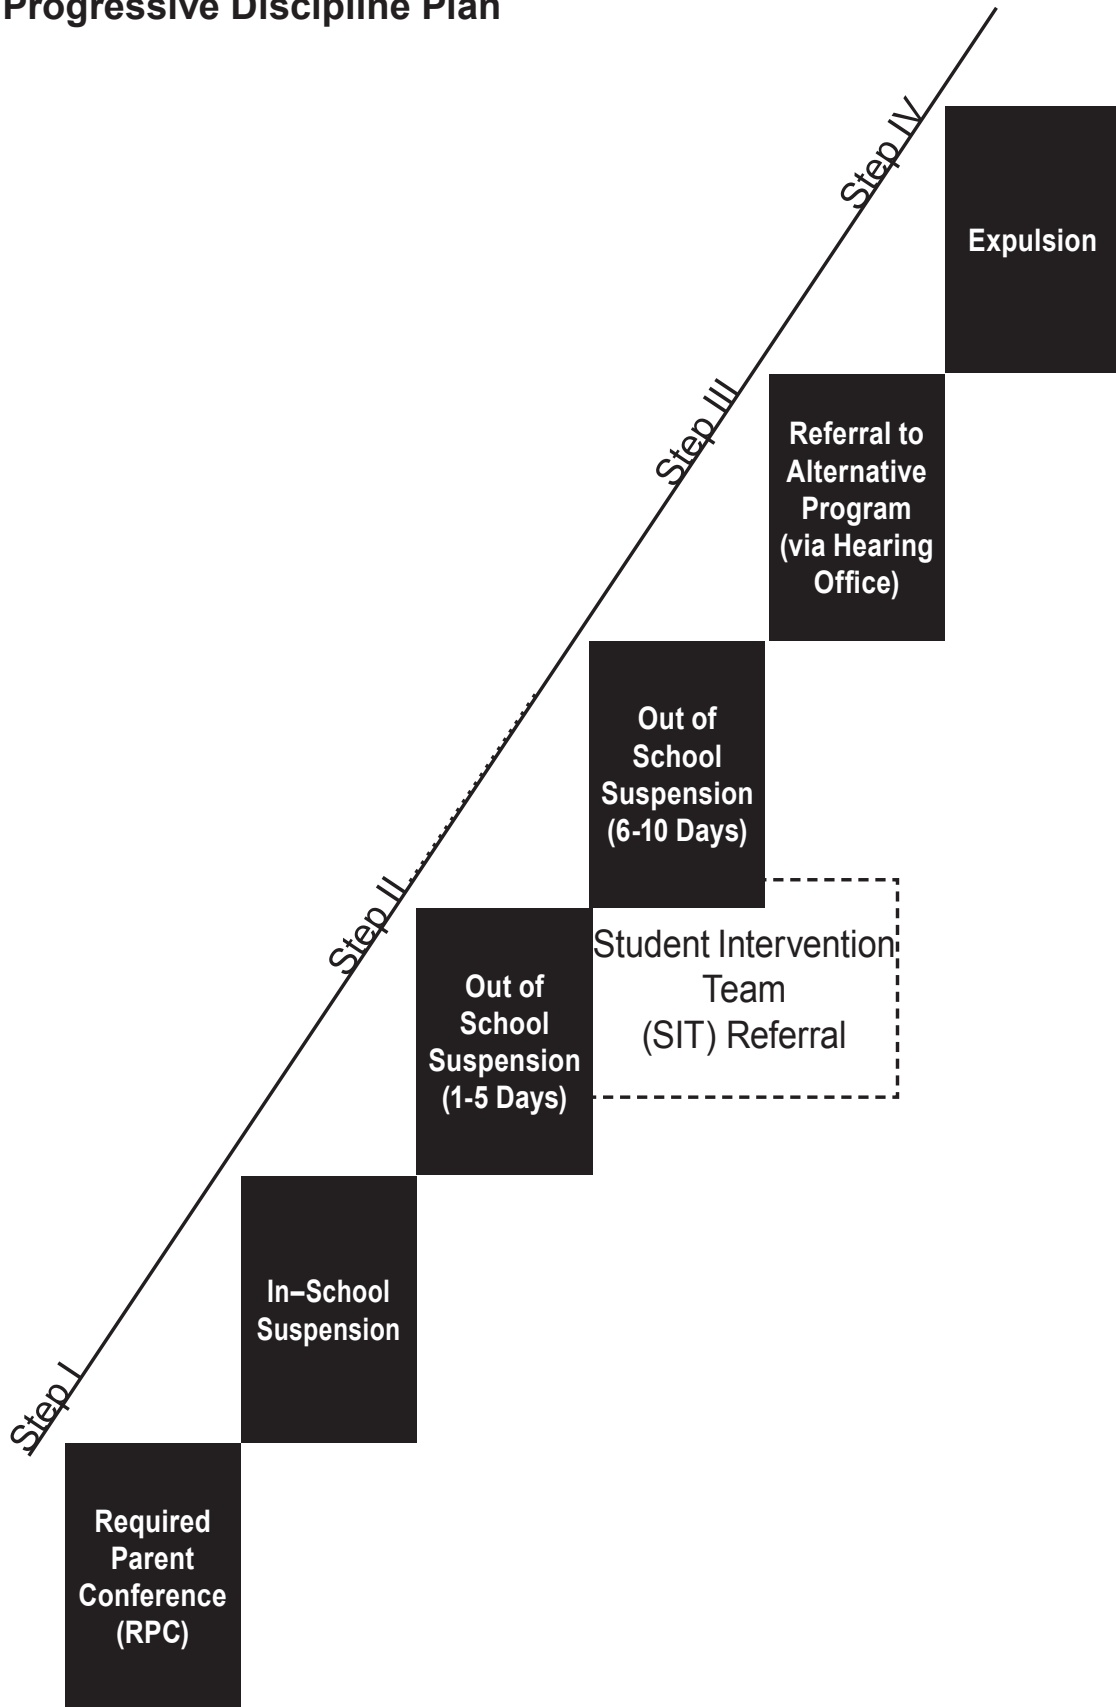 Progressive Discipline Plan
Step IV
Expulsion
Step III
Referral to
Alternative
Program
(via Hearing
Office)
Out of
School
Suspension
(6-10 Days)
Step II
Student Intervention
Team
(SIT) Referral
Out of
School
Suspension
(1-5 Days)
In–School
Suspension
Step I
Required
Parent
Conference
(RPC)